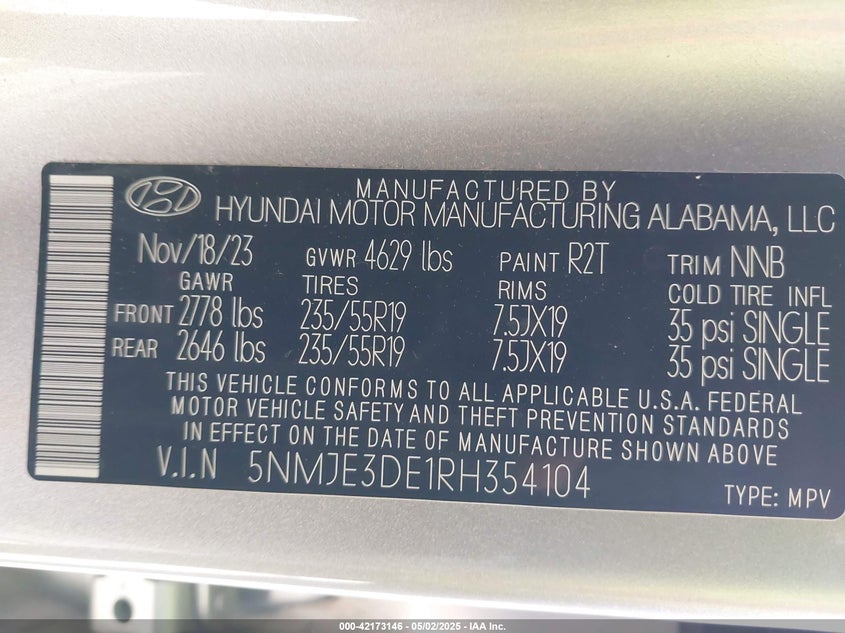 MANUFACTURED BY
HYUNDAI MOTOR MANUFACTURING ALABAMA, LLC
Nov/18/23 GVWR 4629 lbs PAINT R2T TRIM NNB
GAWR TIRES RIMS COLD TIRE INFL
FRONT 2778 lbs 235/55R19 7.5JX19 35 psi SINGLE
REAR 2646 lbs 235/55R19 7.5JX19 35 psi SINGLE
THIS VEHICLE CONFORMS TO ALL APPLICABLE U.S.A. FEDERAL
MOTOR VEHICLE SAFETY AND THEFT PREVENTION STANDARDS
IN EFFECT ON THE DATE OF MANUFACTURE SHOWN ABOVE
V.I.N 5NMJE3DE1RH354104
TYPE: MPV
000-42173146 - 05/02/2025 - IAA Inc.